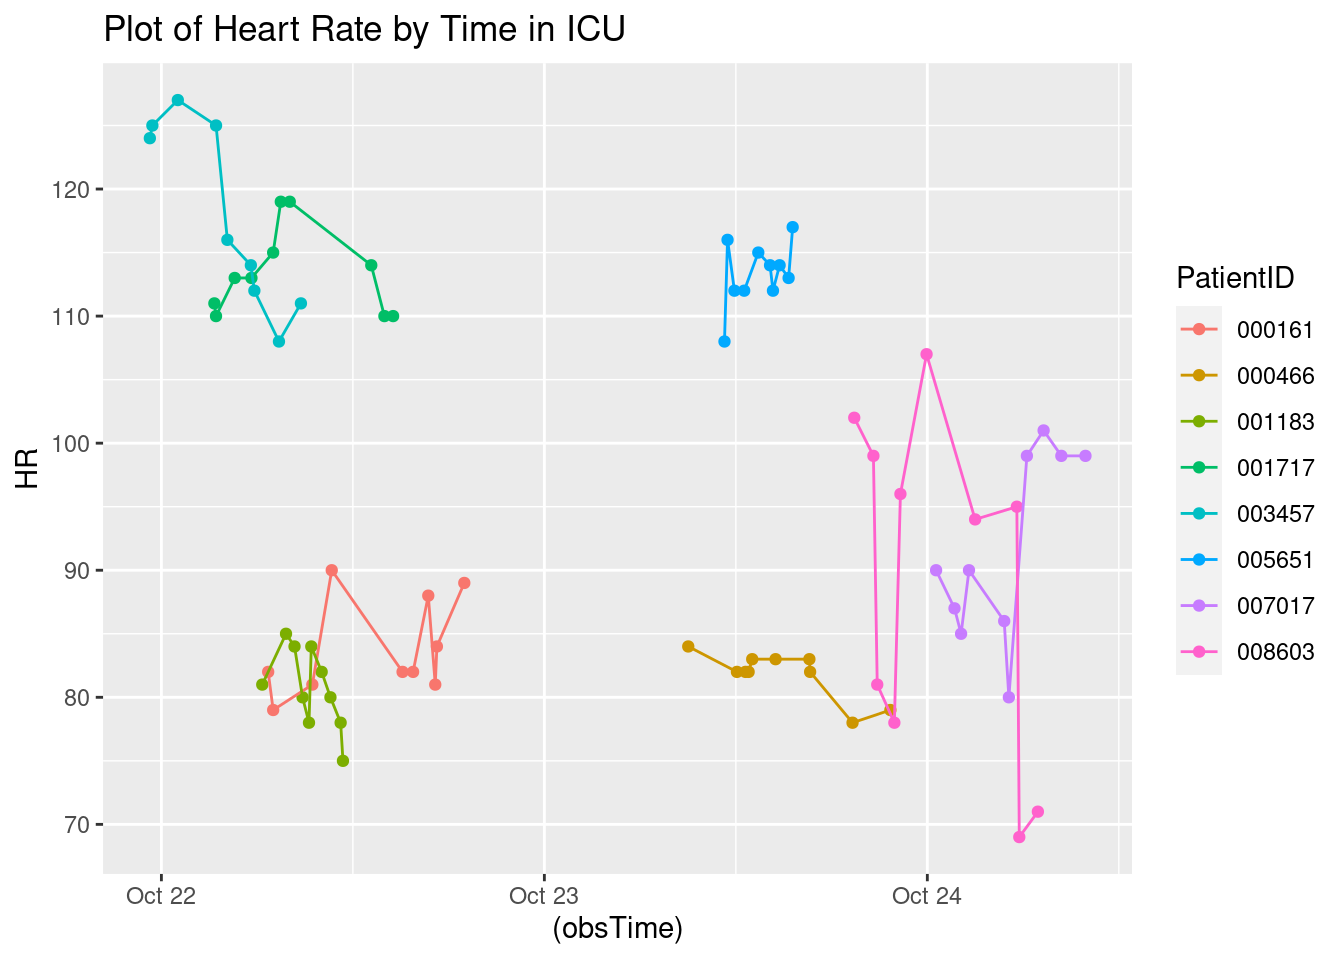 Plot of Heart Rate by Time in ICU
HR
120
110
100
90
80
70
Oct 22
Oct 23
Oct 24
(obsTime)
PatientID
000161
000466
001183
001717
003457
005651
007017
008603